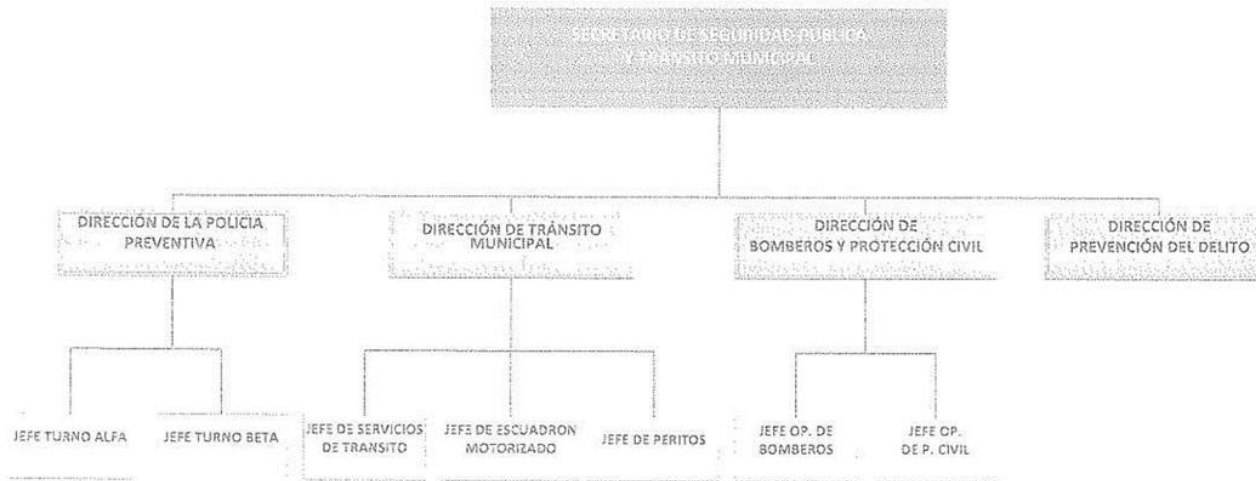 SECRETARIO DE SEGURIDAD PUBLICA
Y TRANSITO MUNICIPAL
DIRECCIÓN DE LA POLICIA
PREVENTIVA
DIRECCIÓN DE TRÁNSITO
MUNICIPAL
DIRECCIÓN DE
BOMBEROS Y PROTECCIÓN CIVIL
DIRECCIÓN DE
PREVENCIÓN DEL DELITO
JEFE TURNO ALFA
JEFE TURNO BETA
JEFE DE SERVICIOS
DE TRANSITO
JEFE DE ESCUADRON
MOTORIZADO
JEFE DE PERITOS
JEFE OP. DE
BOMBEROS
JEFE OP.
DE P. CIVIL